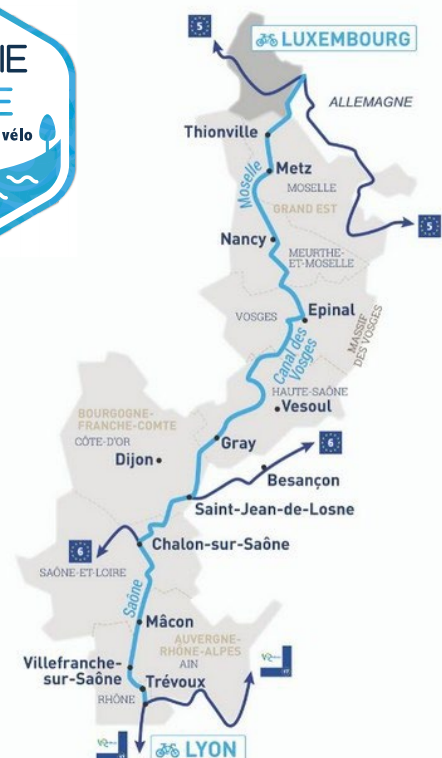 IE
E
vélo
5
LUXEMBOURG
ALLEMAGNE
Thionville
Metz
Moselle
MOSELLE
GRAND EST
5
Nancy
MEURTHE-
ET-MOSELLE
Epinal
VOSGES
MASSIF
DES VOSGES
Canal des
Vosges
HAUTE-SAÔNE
Vesoul
BOURGOGNE-
FRANCHE-COMTE
CÔTE-D'OR
Gray
6
Dijon
Besançon
Saint-Jean-de-Losne
6
Chalon-sur-Saône
SAÔNE-ET-LOIRE
Saône
Mâcon
AUVERGNE-
RHÔNE-ALPES
AIN
Villefranche-
sur-Saône
Trévoux
RHÔNE
17
17
LYON